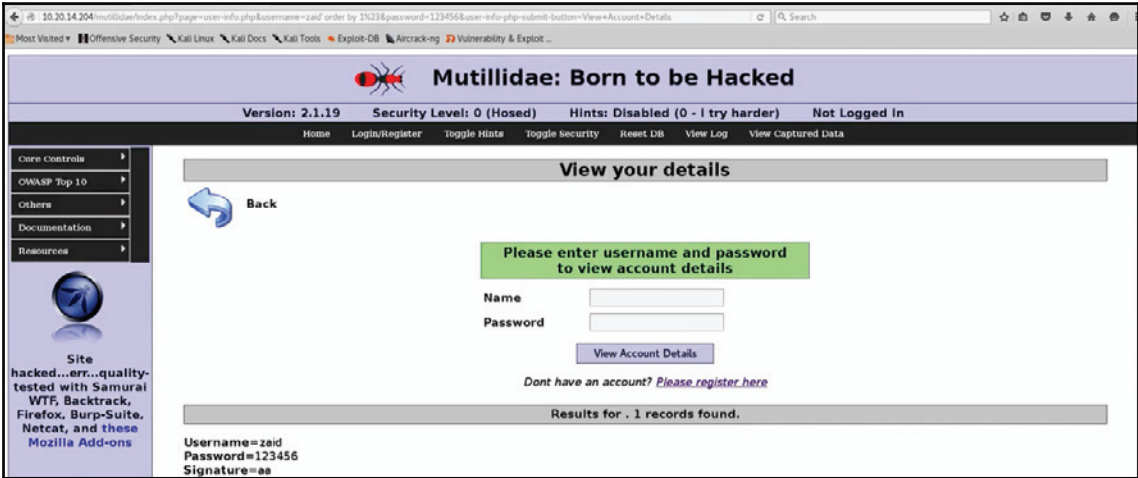 10.20.14.204/mutillidae/index.php?page=user-info.php&username=zaid' order by 1%23&password=123456&user-info-php-submit-button=View+Account+Details
Search
Most Visited Offensive Security Kali Linux Kali Docs Kali Tools Exploit-DB Aircrack-ng Vulnerability & Exploit ...
Mutillidae: Born to be Hacked
Version: 2.1.19 Security Level: 0 (Hosed) Hints: Disabled (0 - I try harder) Not Logged In
Home Login/Register Toggle Hints Toggle Security Reset DB View Log View Captured Data
Core Controls
OWASP Top 10
Others
Documentation
Resources
Site
hacked...err...quality-
tested with Samurai
WTF, Backtrack,
Firefox, Burp-Suite,
Netcat, and these
Mozilla Add-ons
View your details
Back
Please enter username and password
to view account details
Name
Password
View Account Details
Dont have an account? Please register here
Results for . 1 records found.
Username=zaid
Password=123456
Signature=aa